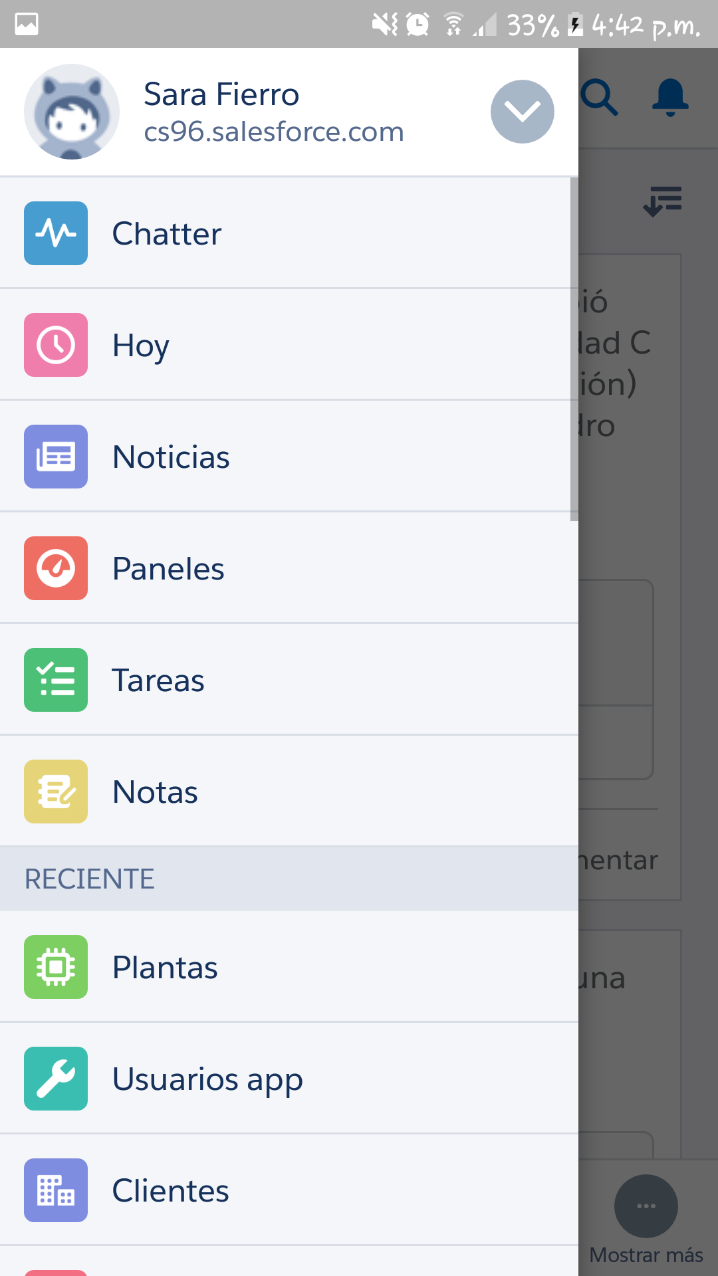 33% 4:42 p.m.
Sara Fierro
cs96.salesforce.com
Chatter
Hoy
Noticias
Paneles
Tareas
Notas
RECIENTE
Plantas
Usuarios app
Clientes
C
una
Mostrar más